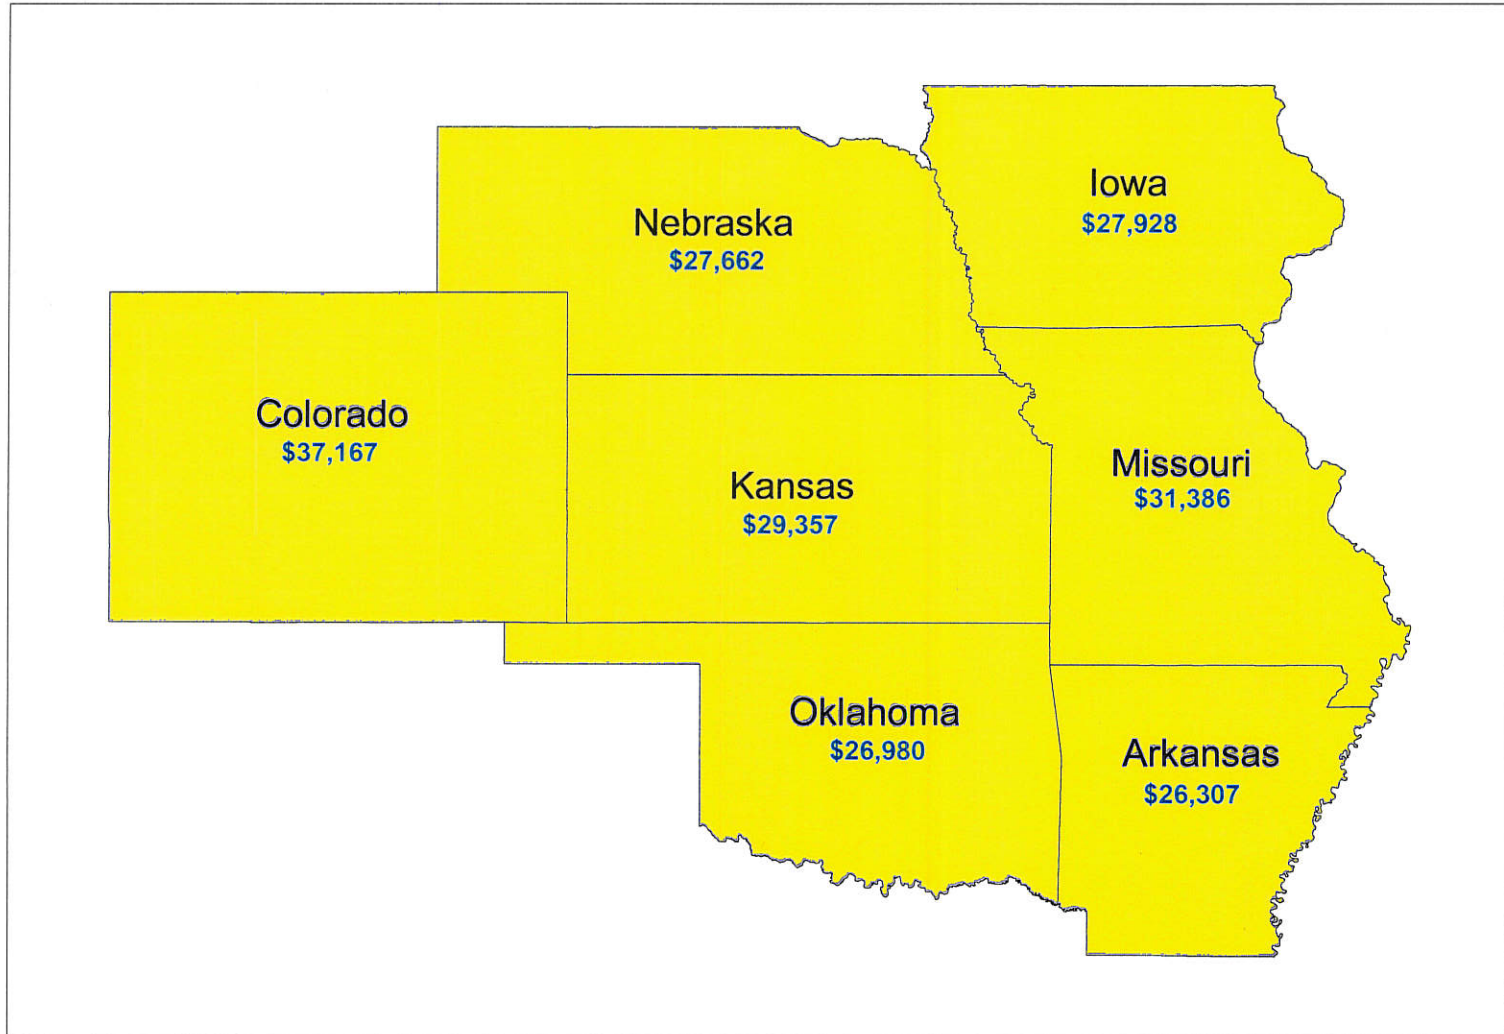 Iowa
$27,928
Nebraska
$27,662
Colorado
$37,167
Kansas
$29,357
Missouri
$31,386
Oklahoma
$26,980
Arkansas
$26,307